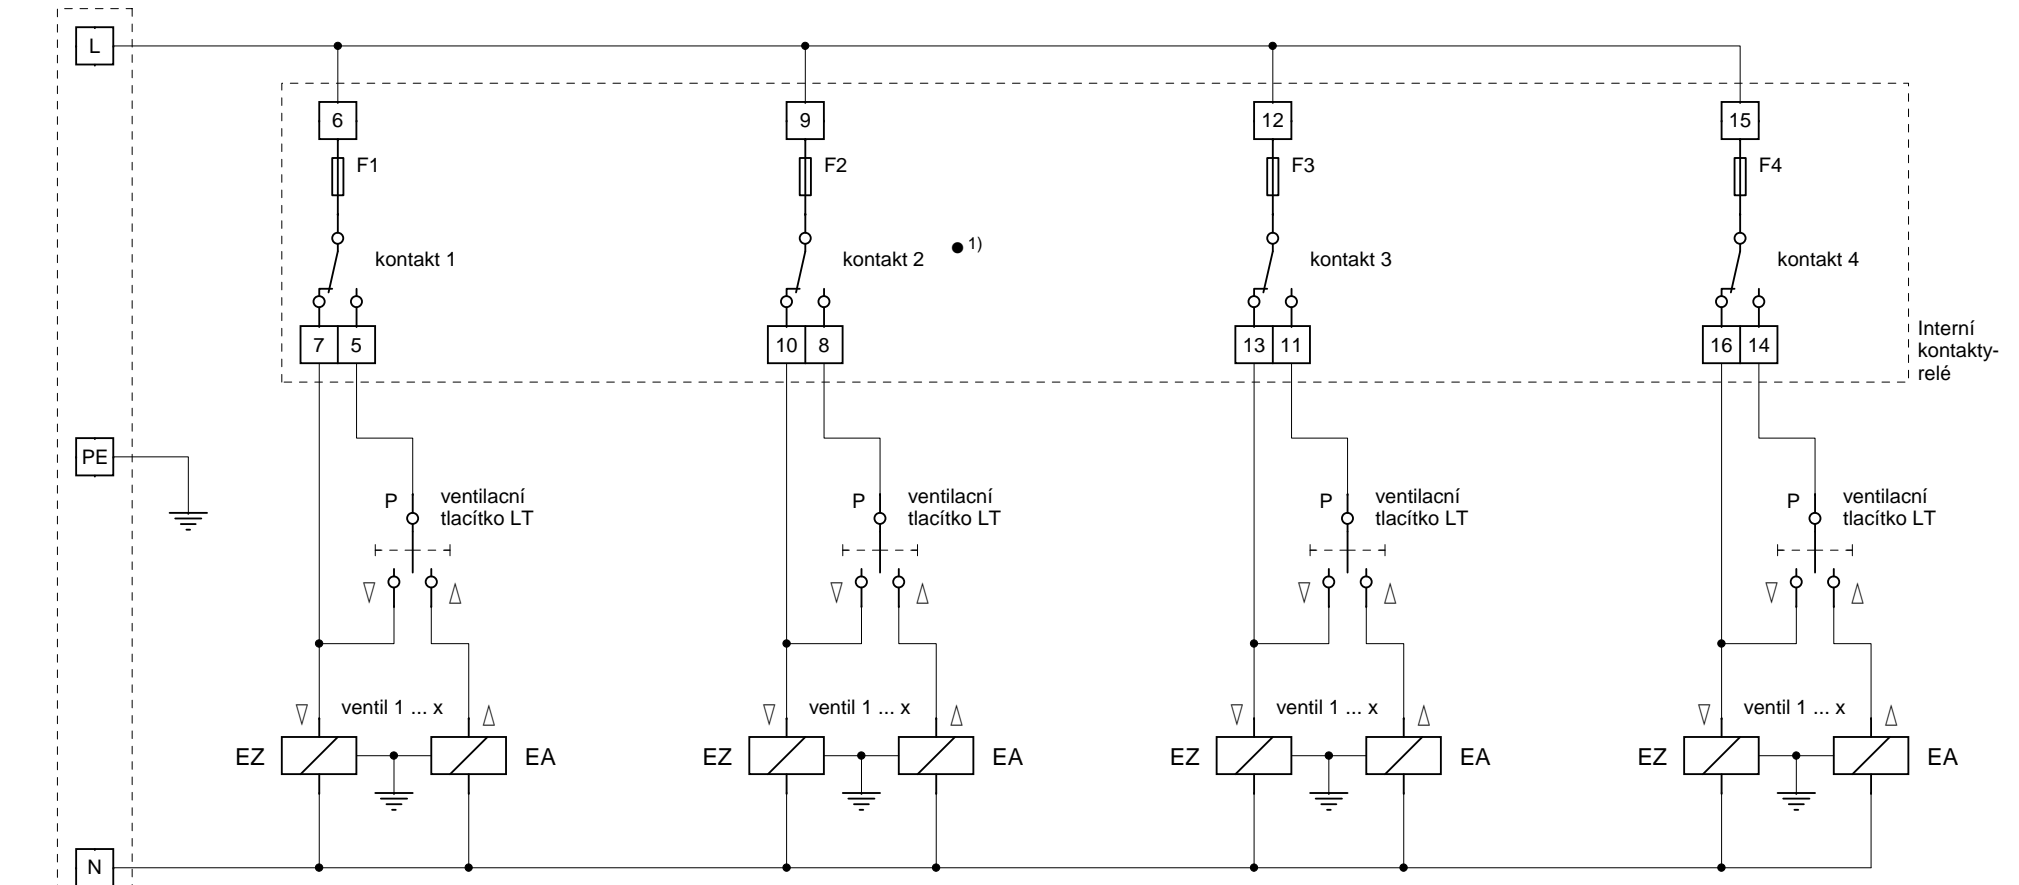 L
6 9 12 15
F1 F2 F3 F4
kontakt 1 kontakt 2 ● 1) kontakt 3 kontakt 4
7 5 10 8 13 11 16 14
Interní
kontakty-
relé
PE
P ventilacní P ventilacní P ventilacní P ventilacní
tlacítko LT tlacítko LT tlacítko LT tlacítko LT
ventil 1 ... x ventil 1 ... x ventil 1 ... x ventil 1 ... x
EZ EA EZ EA EZ EA EZ EA
N